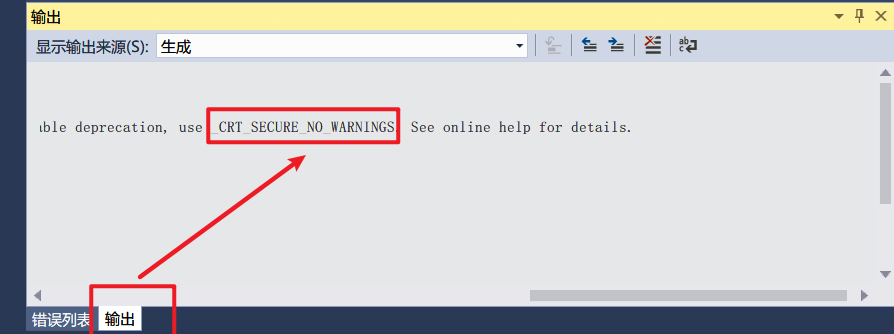 输出
显示输出来源(S): 生成
able deprecation, use _CRT_SECURE_NO_WARNINGS. See online help for details.
错误列表 输出